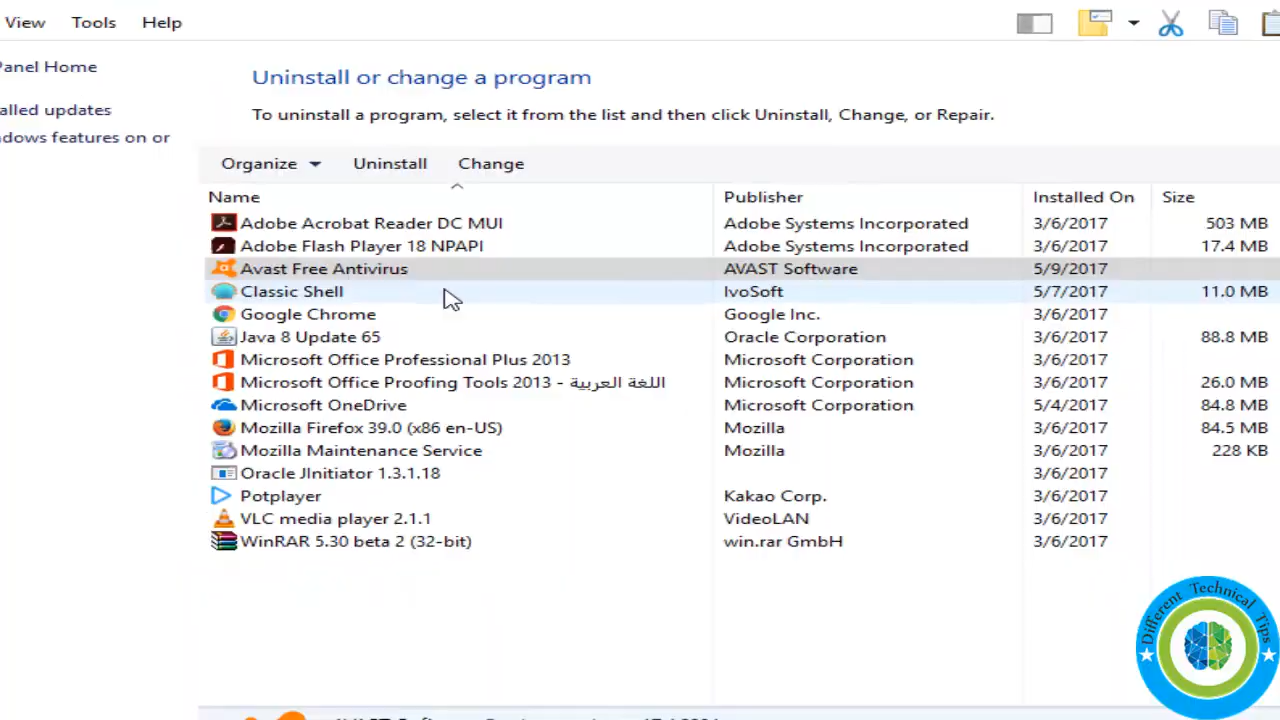 View Tools Help
Panel Home
alled updates
dows features on or
Uninstall or change a program
To uninstall a program, select it from the list and then click Uninstall, Change, or Repair.
Organize Uninstall Change
Name Publisher Installed On Size
Adobe Acrobat Reader DC MUI Adobe Systems Incorporated 3/6/2017 503 MB
Adobe Flash Player 18 NPAPI Adobe Systems Incorporated 3/6/2017 17.4 MB
Avast Free Antivirus AVAST Software 5/9/2017
Classic Shell IvoSoft 5/7/2017 11.0 MB
Google Chrome Google Inc. 3/6/2017
Java 8 Update 65 Oracle Corporation 3/6/2017 88.8 MB
Microsoft Office Professional Plus 2013 Microsoft Corporation 3/6/2017
Microsoft Office Proofing Tools 2013 - اللغة العربية Microsoft Corporation 3/6/2017 26.0 MB
Microsoft OneDrive Microsoft Corporation 5/4/2017 84.8 MB
Mozilla Firefox 39.0 (x86 en-US) Mozilla 3/6/2017 84.5 MB
Mozilla Maintenance Service Mozilla 3/6/2017 228 KB
Oracle JInitiator 1.3.1.18 3/6/2017
Potplayer Kakao Corp. 3/6/2017
VLC media player 2.1.1 VideoLAN 3/6/2017
WinRAR 5.30 beta 2 (32-bit) win.rar GmbH 3/6/2017
Different Technical Tips